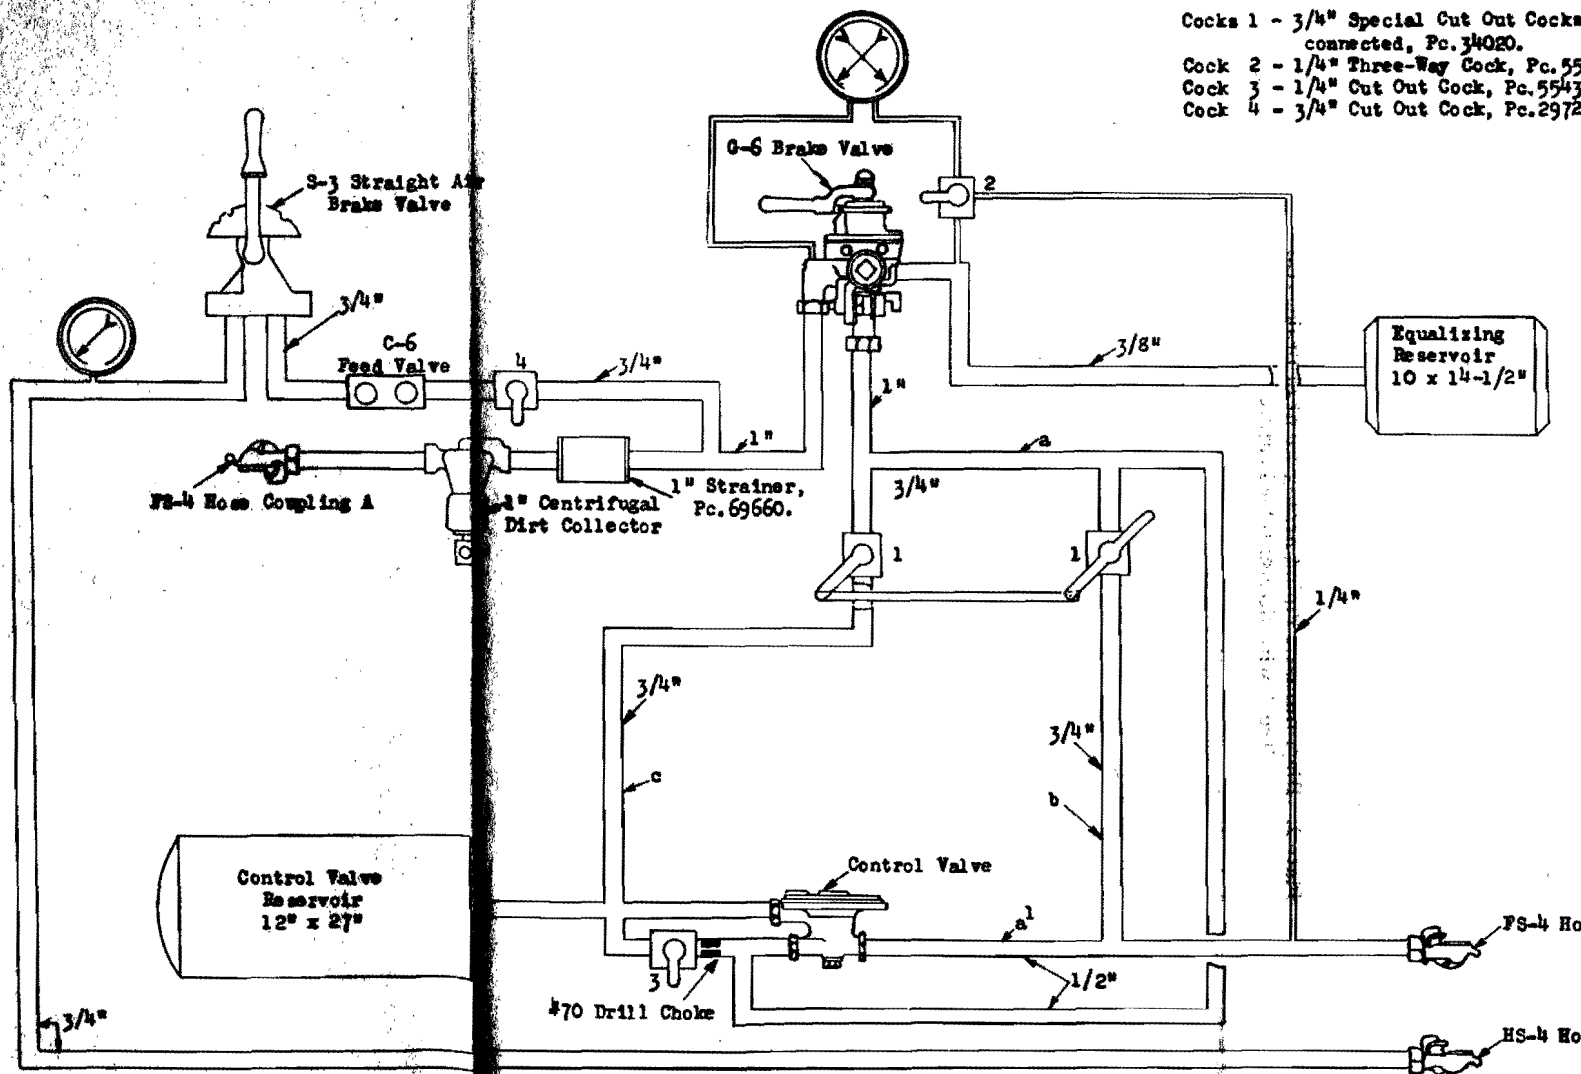 Cocks 1 - 3/4" Special Cut Out Cocks
connected, Pc.34020.
Cock 2 - 1/4" Three-Way Cock, Pc.55
Cock 3 - 1/4" Cut Out Cock, Pc.5543
Cock 4 - 3/4" Cut Out Cock, Pc.2972
G-6 Brake Valve
S-3 Straight Air
Brake Valve
2
3/4"
C-6
Feed Valve
4
3/4"
3/8"
Equalizing
Reservoir
10 x 14-1/2"
1"
1"
a
3/4"
FS-4 Hose Coupling A
1" Centrifugal
Dirt Collector
1" Strainer,
Pc.69660.
1
1
1/4"
3/4"
3/4"
c
b
Control Valve
Control Valve
Reservoir
12" x 27"
a1
FS-4 Ho
3
1/2"
#70 Drill Choke
3/4"
HS-4 Ho